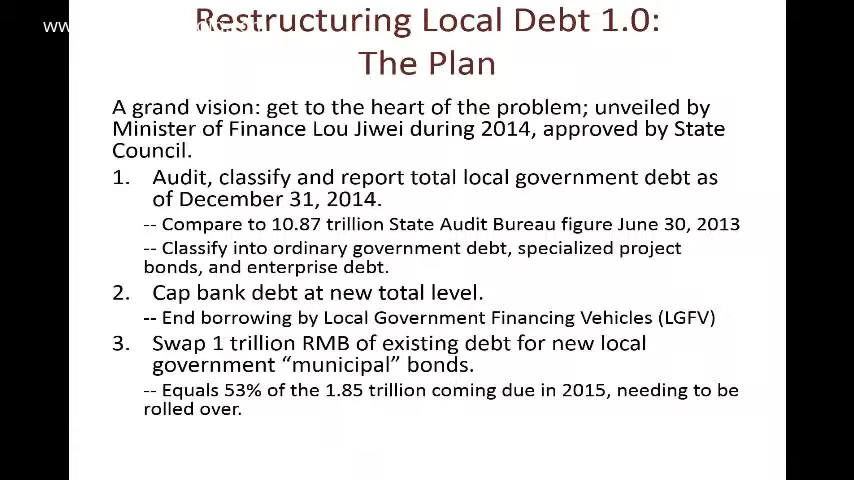 Restructuring Local Debt 1.0:
The Plan
A grand vision: get to the heart of the problem; unveiled by
Minister of Finance Lou Jiwei during 2014, approved by State
Council.
1. Audit, classify and report total local government debt as
of December 31, 2014.
-- Compare to 10.87 trillion State Audit Bureau figure June 30, 2013
-- Classify into ordinary government debt, specialized project
bonds, and enterprise debt.
2. Cap bank debt at new total level.
-- End borrowing by Local Government Financing Vehicles (LGFV)
3. Swap 1 trillion RMB of existing debt for new local
government “municipal” bonds.
-- Equals 53% of the 1.85 trillion coming due in 2015, needing to be
rolled over.